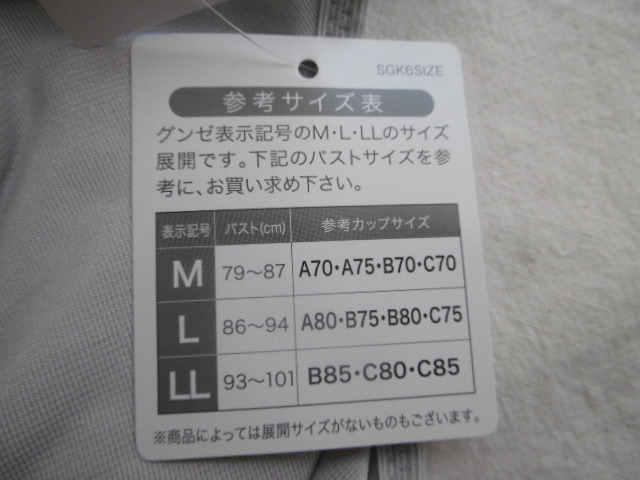 SGK6SIZE
参考サイズ表
グンゼ表示記号のM・L・LLのサイズ
展開です。下記のバストサイズを参
考に、お買い求め下さい。
表示記号 バスト(cm) 参考カップサイズ
M 79〜87 A70・A75・B70・C70
L 86〜94 A80・B75・B80・C75
LL 93〜101 B85・C80・C85
※商品によっては展開サイズがないものもございます。